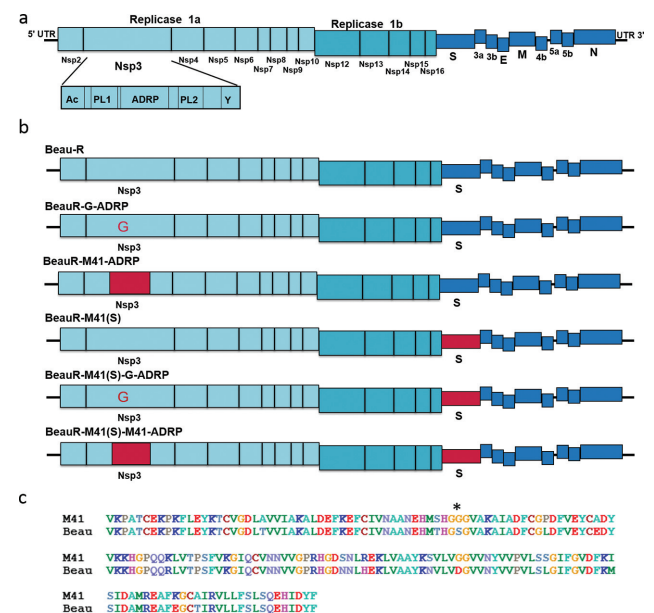 a
Replicase 1a
Replicase 1b
5' UTR
UTR 3'
Nsp2
Nsp3
Nsp4
Nsp5
Nsp6
Nsp7
Nsp8
Nsp9
Nsp10
Nsp12
Nsp13
Nsp14
Nsp15
Nsp16
S
3a
3b
E
M
4b
5a
5b
N
Ac PL1 ADRP PL2 Y
b
Beau-R
Nsp3
S
BeauR-G-ADRP
G
Nsp3
S
BeauR-M41-ADRP
Nsp3
S
BeauR-M41(S)
Nsp3
S
BeauR-M41(S)-G-ADRP
G
Nsp3
S
BeauR-M41(S)-M41-ADRP
Nsp3
S
c
*
M41 VKPATCEKPKFLEYKTCVGDLAVVIAKALDEFKEFCIVNAANEHMSHGGGVAKAIADFCGPDFVEYCADY
Beau VKPATCEKPKFLEYKTCVGDLTVVIAKALDEFKEFCIVNAANEHMTHGSGVAKAIADFCGLDFVEYCEDY
M41 VKKHGPQQKLVTPSFVKGIQCVNNVVGPRHGDSNLREKLVAAYKSVLVGGVVNYVVPVLSSGIFGVDFKI
Beau VKKHGPQQRLVTPSFVKGIQCVNNVVGPRHGDNNLHEKLVAAYKNVLVDGVVNYVVPVLSLGIFGVDFKM
M41 SIDAMREAFKGCAIRVLLFSLSQEHIDYF
Beau SIDAMREAFEGCTIRVLLFSLSQEHIDYF